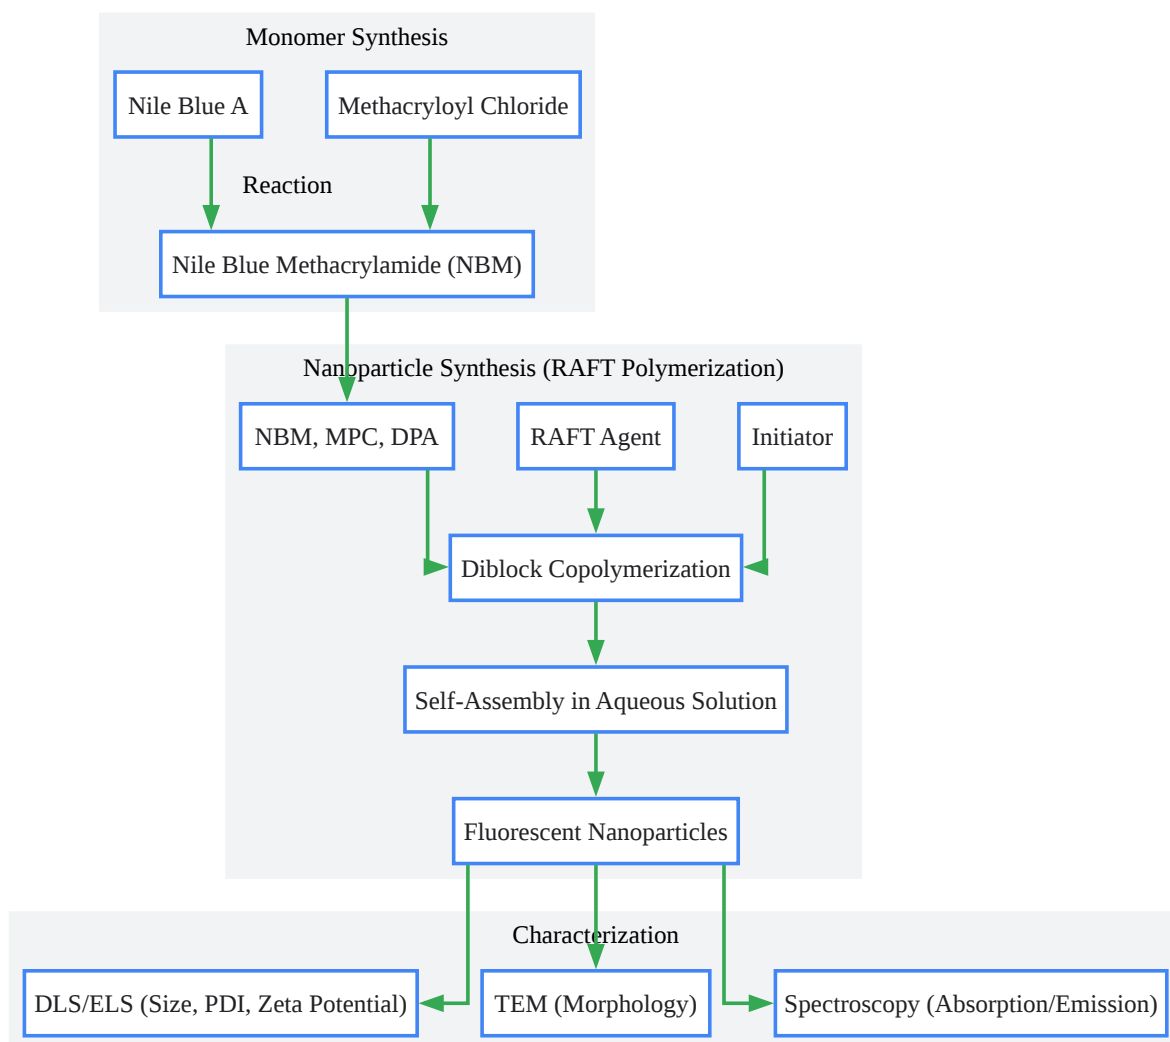 Monomer Synthesis
Nile Blue A
Methacryloyl Chloride
Reaction
Nile Blue Methacrylamide (NBM)
Nanoparticle Synthesis (RAFT Polymerization)
NBM, MPC, DPA
RAFT Agent
Initiator
Diblock Copolymerization
Self-Assembly in Aqueous Solution
Fluorescent Nanoparticles
Characterization
DLS/ELS (Size, PDI, Zeta Potential)
TEM (Morphology)
Spectroscopy (Absorption/Emission)